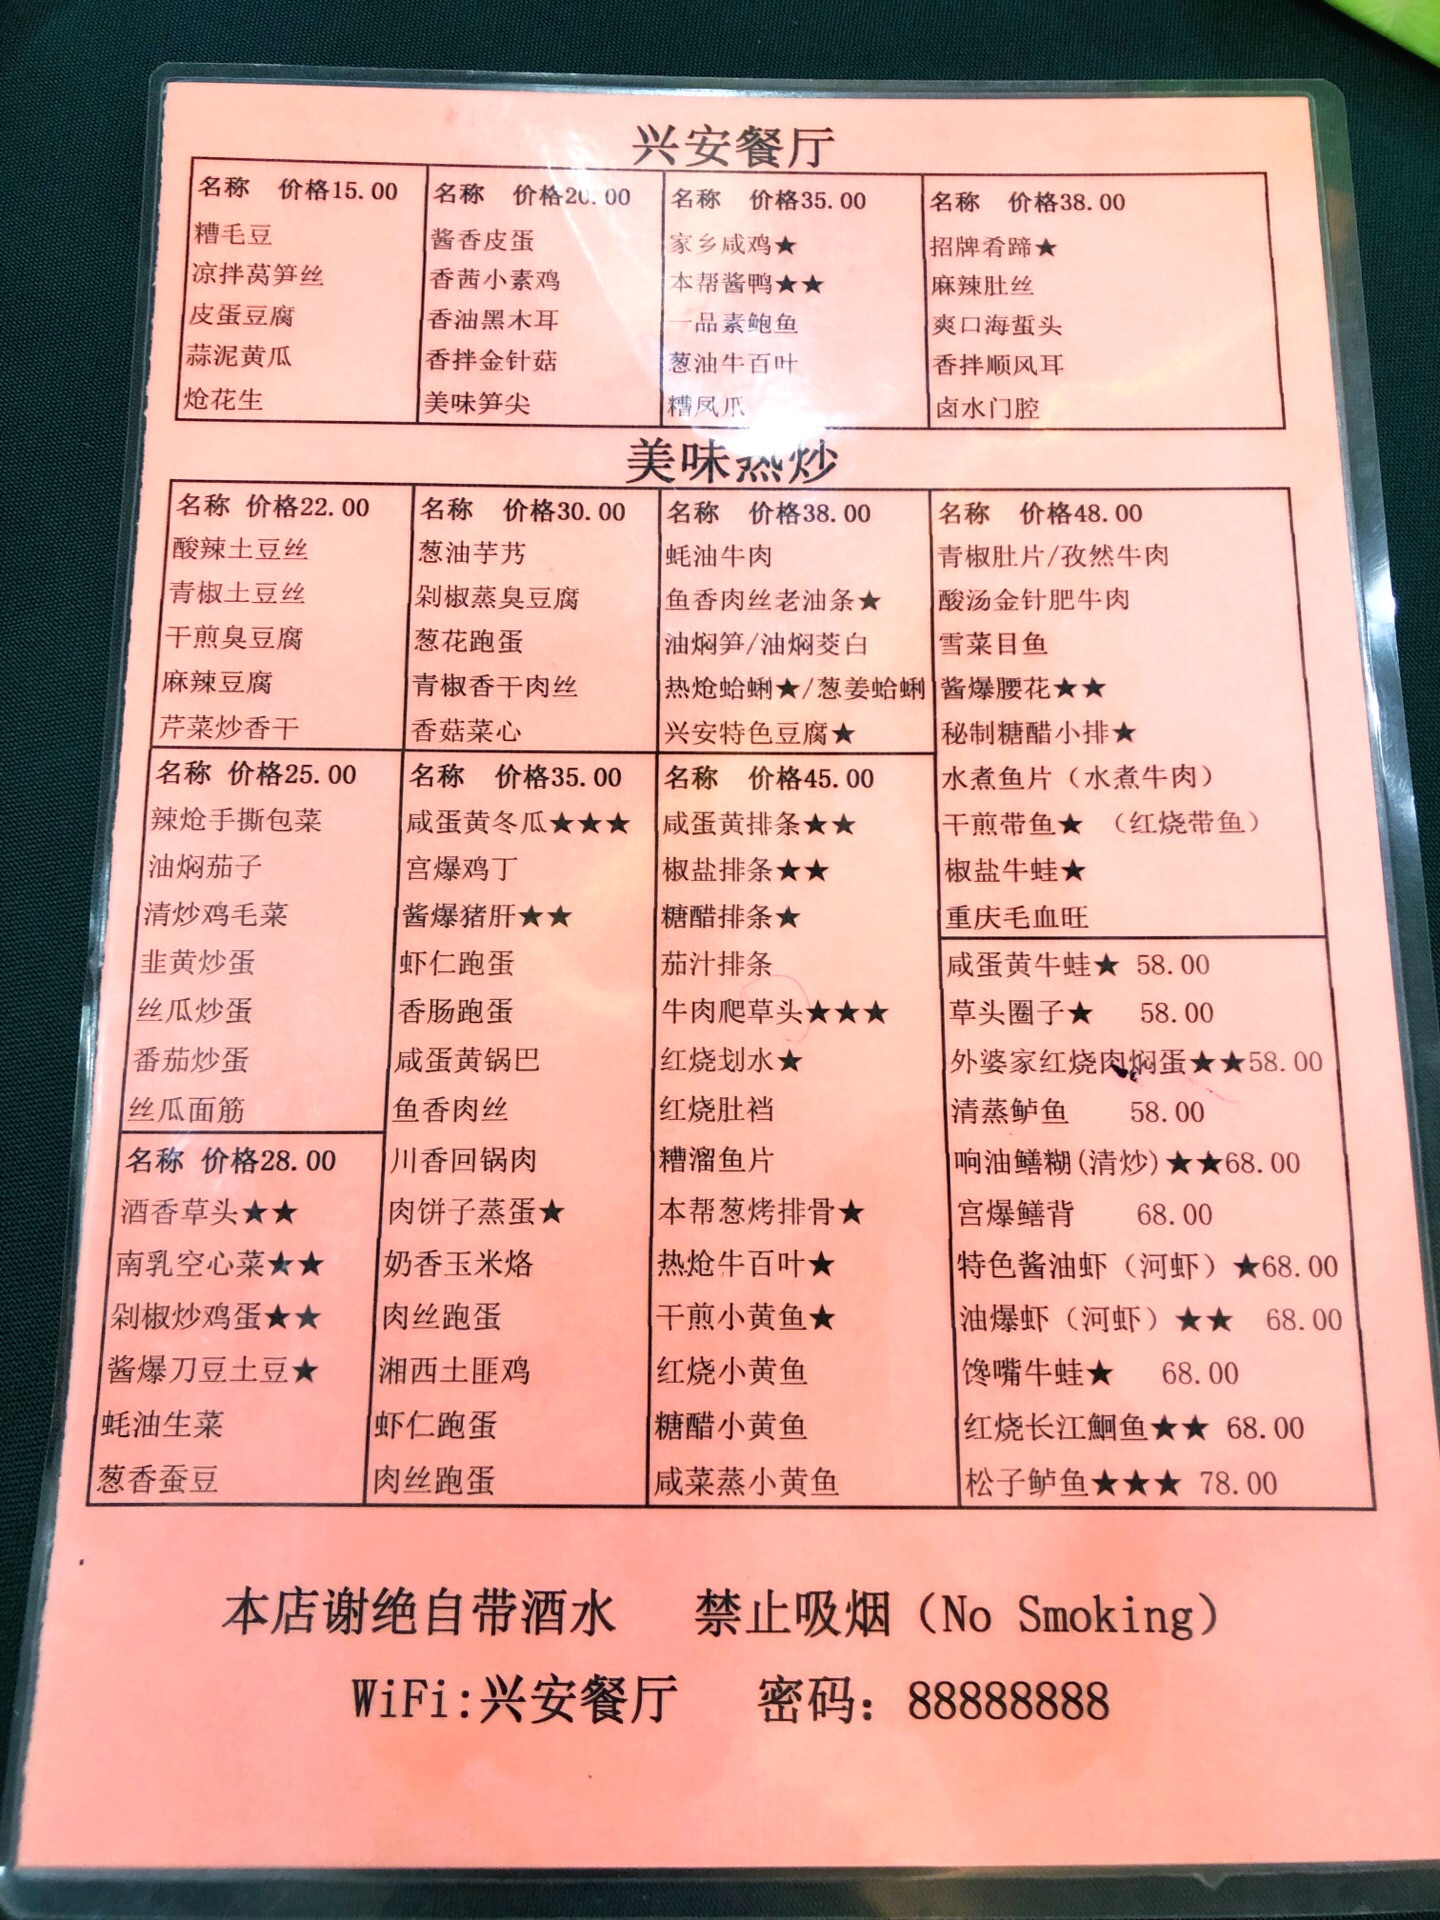 兴安餐厅
名称 价格15.00
糟毛豆
凉拌莴笋丝
皮蛋豆腐
蒜泥黄瓜
炝花生
名称 价格20.00
酱香皮蛋
香茜小素鸡
香油黑木耳
香拌金针菇
美味笋尖
名称 价格35.00
家乡咸鸡★
本帮酱鸭★★
一品素鲍鱼
葱油牛百叶
糟凤爪
名称 价格38.00
招牌肴蹄★
麻辣肚丝
爽口海蜇头
香拌顺风耳
卤水门腔
美味热炒
名称 价格22.00
酸辣土豆丝
青椒土豆丝
干煎臭豆腐
麻辣豆腐
芹菜炒香干
名称 价格25.00
辣炝手撕包菜
油焖茄子
清炒鸡毛菜
韭黄炒蛋
丝瓜炒蛋
番茄炒蛋
丝瓜面筋
名称 价格28.00
酒香草头★★
南乳空心菜★★
剁椒炒鸡蛋★★
酱爆刀豆土豆★
蚝油生菜
葱香蚕豆
名称 价格30.00
葱油芋艿
剁椒蒸臭豆腐
葱花跑蛋
青椒香干肉丝
香菇菜心
名称 价格35.00
咸蛋黄冬瓜★★★
宫爆鸡丁
酱爆猪肝★★
虾仁跑蛋
香肠跑蛋
咸蛋黄锅巴
鱼香肉丝
川香回锅肉
肉饼子蒸蛋★
奶香玉米烙
肉丝跑蛋
湘西土匪鸡
虾仁跑蛋
肉丝跑蛋
名称 价格38.00
蚝油牛肉
鱼香肉丝老油条★
油焖笋/油焖茭白
热炝蛤蜊★/葱姜蛤蜊
兴安特色豆腐★
名称 价格45.00
咸蛋黄排条★★
椒盐排条★★
糖醋排条★
茄汁排条
牛肉爬草头★★★
红烧划水★
红烧肚裆
糟溜鱼片
本帮葱烤排骨★
热炝牛百叶★
干煎小黄鱼★
红烧小黄鱼
糖醋小黄鱼
咸菜蒸小黄鱼
名称 价格48.00
青椒肚片/孜然牛肉
酸汤金针肥牛肉
雪菜目鱼
酱爆腰花★★
秘制糖醋小排★
水煮鱼片（水煮牛肉）
干煎带鱼★ （红烧带鱼）
椒盐牛蛙★
重庆毛血旺
咸蛋黄牛蛙★ 58.00
草头圈子★ 58.00
外婆家红烧肉焖蛋★★58.00
清蒸鲈鱼 58.00
响油鳝糊(清炒)★★68.00
宫爆鳝背 68.00
特色酱油虾（河虾）★68.00
油爆虾（河虾）★★ 68.00
馋嘴牛蛙★ 68.00
红烧长江鮰鱼★★ 68.00
松子鲈鱼★★★ 78.00
本店谢绝自带酒水 禁止吸烟（No Smoking）
WiFi:兴安餐厅 密码：88888888